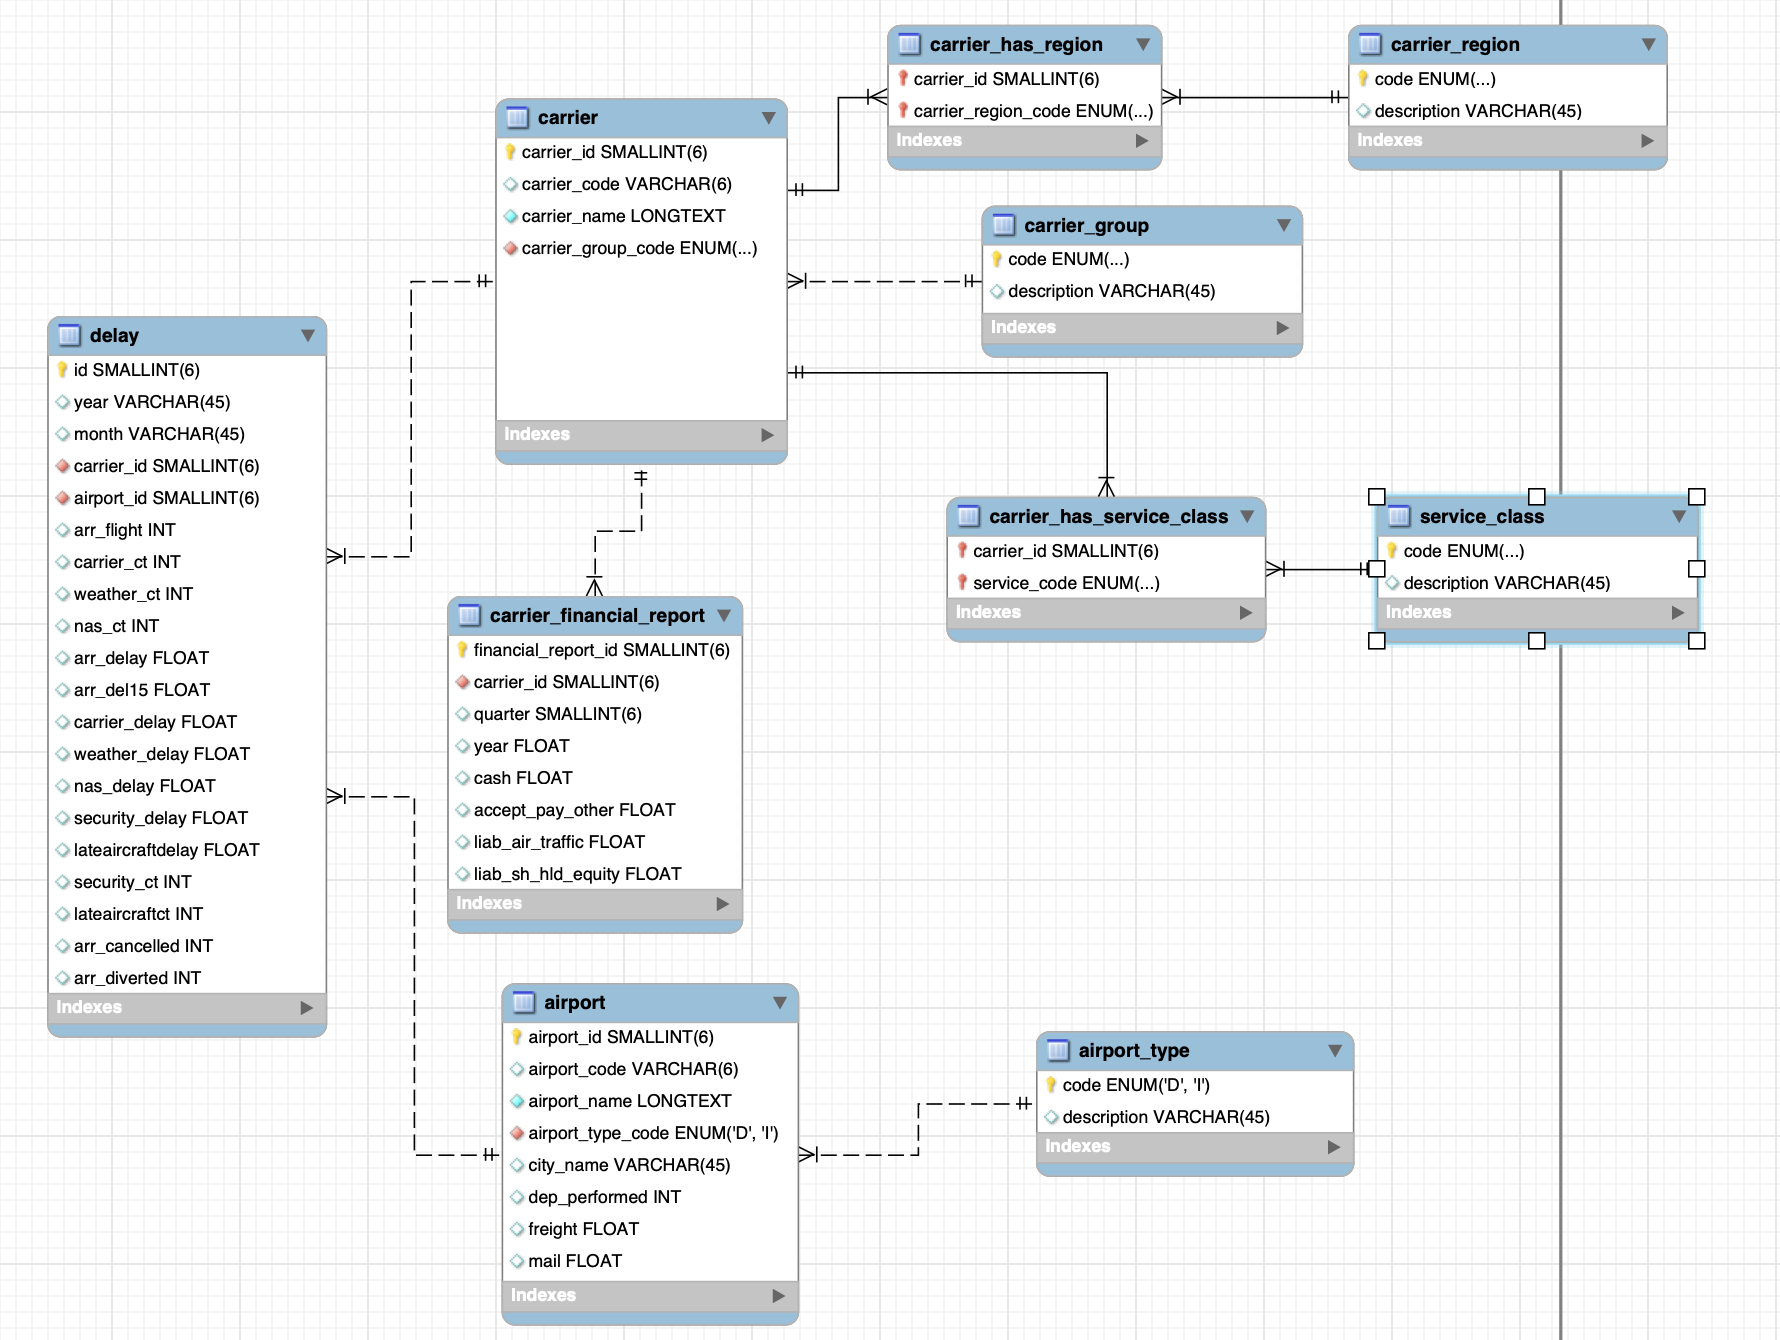 carrier_has_region
carrier_id SMALLINT(6)
carrier_region_code ENUM(...)
Indexes
carrier_region
code ENUM(...)
description VARCHAR(45)
Indexes
carrier
carrier_id SMALLINT(6)
carrier_code VARCHAR(6)
carrier_name LONGTEXT
carrier_group_code ENUM(...)
Indexes
carrier_group
code ENUM(...)
description VARCHAR(45)
Indexes
delay
id SMALLINT(6)
year VARCHAR(45)
month VARCHAR(45)
carrier_id SMALLINT(6)
airport_id SMALLINT(6)
arr_flight INT
carrier_ct INT
weather_ct INT
nas_ct INT
arr_delay FLOAT
arr_del15 FLOAT
carrier_delay FLOAT
weather_delay FLOAT
nas_delay FLOAT
security_delay FLOAT
lateaircraftdelay FLOAT
security_ct INT
lateaircraftct INT
arr_cancelled INT
arr_diverted INT
Indexes
carrier_has_service_class
carrier_id SMALLINT(6)
service_code ENUM(...)
Indexes
service_class
code ENUM(...)
description VARCHAR(45)
Indexes
carrier_financial_report
financial_report_id SMALLINT(6)
carrier_id SMALLINT(6)
quarter SMALLINT(6)
year FLOAT
cash FLOAT
accept_pay_other FLOAT
liab_air_traffic FLOAT
liab_sh_hld_equity FLOAT
Indexes
airport
airport_id SMALLINT(6)
airport_code VARCHAR(6)
airport_name LONGTEXT
airport_type_code ENUM('D', 'I')
city_name VARCHAR(45)
dep_performed INT
freight FLOAT
mail FLOAT
Indexes
airport_type
code ENUM('D', 'I')
description VARCHAR(45)
Indexes